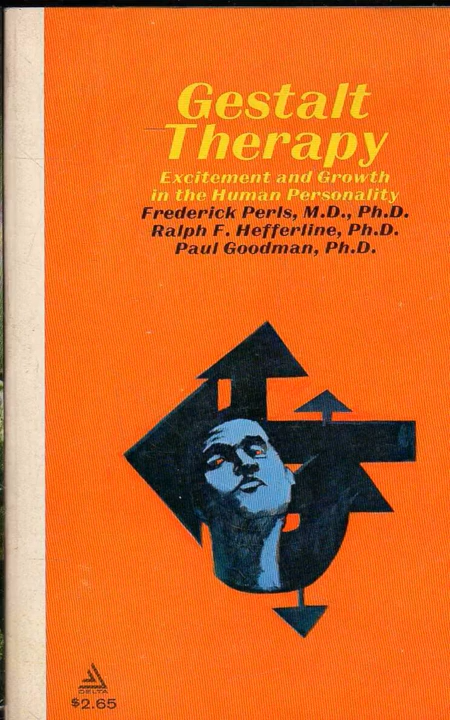 Gestalt
Therapy
Excitement and Growth
in the Human Personality
Frederick Perls, M.D., Ph.D.
Ralph F. Hefferline, Ph.D.
Paul Goodman, Ph.D.
DELTA
$2.65